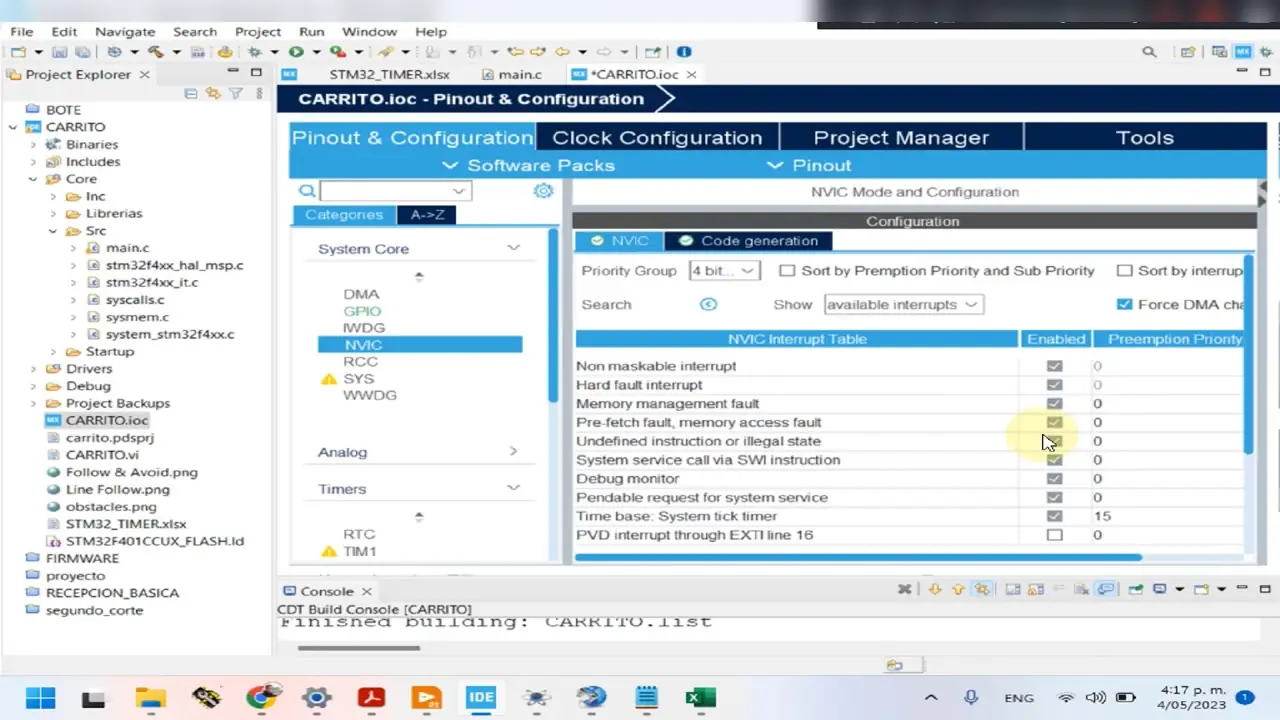 File Edit Navigate Search Project Run Window Help
Project Explorer
STM32_TIMER.xlsx
main.c
*CARRITO.ioc
CARRITO.ioc - Pinout & Configuration
Pinout & Configuration
Clock Configuration
Project Manager
Tools
Software Packs
Pinout
BOTE
CARRITO
Binaries
Includes
Core
Inc
Librerias
Src
main.c
stm32f4xx_hal_msp.c
stm32f4xx_it.c
syscalls.c
sysmem.c
system_stm32f4xx.c
Startup
Drivers
Debug
Project Backups
CARRITO.ioc
carrito.pdsprj
CARRITO.vi
Follow & Avoid.png
Line Follow.png
obstacles.png
STM32_TIMER.xlsx
STM32F401CCUX_FLASH.ld
FIRMWARE
proyecto
RECEPCION_BASICA
segundo_corte
Categories
A->Z
System Core
DMA
GPIO
IWDG
NVIC
RCC
SYS
WWDG
Analog
Timers
RTC
TIM1
NVIC Mode and Configuration
Configuration
NVIC
Code generation
Priority Group
4 bit...
Sort by Premption Priority and Sub Priority
Sort by interrup
Search
Show
available interrupts
Force DMA cha
NVIC Interrupt Table Enabled Preemption Priority
Non maskable interrupt 0
Hard fault interrupt 0
Memory management fault 0
Pre-fetch fault, memory access fault 0
Undefined instruction or illegal state 0
System service call via SWI instruction 0
Debug monitor 0
Pendable request for system service 0
Time base: System tick timer 15
PVD interrupt through EXTI line 16 0
Console
CDT Build Console [CARRITO]
Finished building: CARRITO.list
IDE
ENG
4:17 p. m.
4/05/2023
1